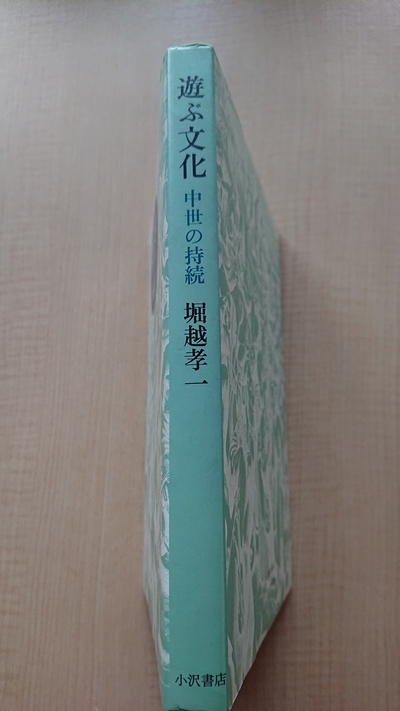 遊ぶ文化
中世の持続
堀越孝一
小沢書店